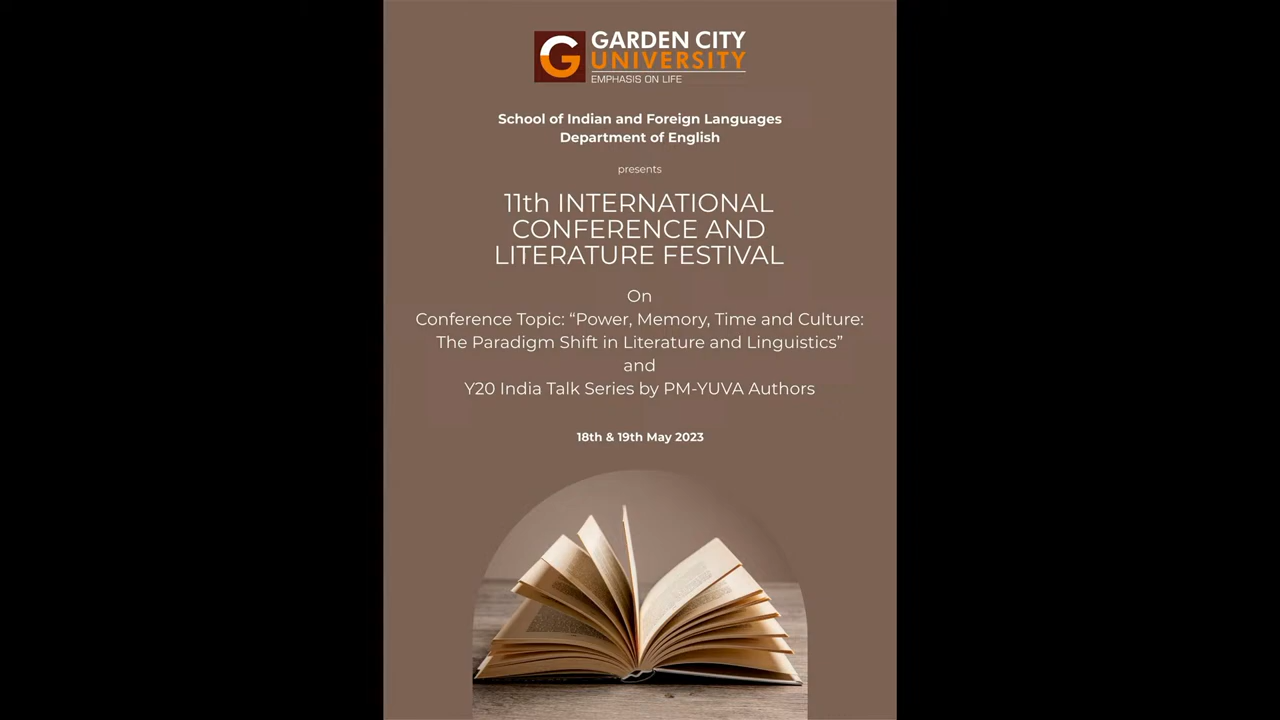 GARDEN CITY
UNIVERSITY
EMPHASIS ON LIFE
School of Indian and Foreign Languages
Department of English
presents
11th INTERNATIONAL
CONFERENCE AND
LITERATURE FESTIVAL
On
Conference Topic: “Power, Memory, Time and Culture:
The Paradigm Shift in Literature and Linguistics”
and
Y20 India Talk Series by PM-YUVA Authors
18th & 19th May 2023